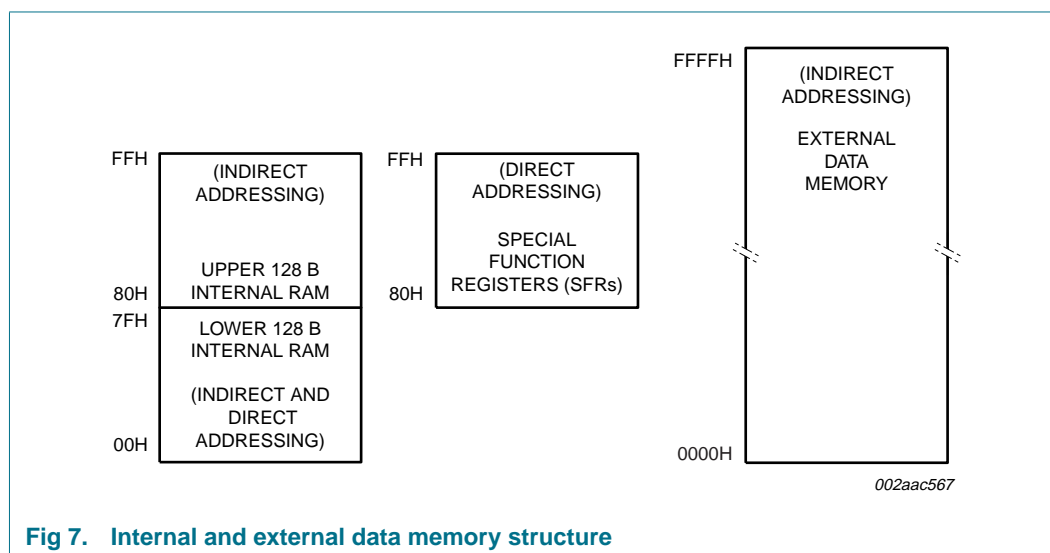 FFH
(INDIRECT
ADDRESSING)
UPPER 128 B
INTERNAL RAM
80H
7FH
LOWER 128 B
INTERNAL RAM
(INDIRECT AND
DIRECT
ADDRESSING)
00H
FFH
(DIRECT
ADDRESSING)
SPECIAL
FUNCTION
REGISTERS (SFRs)
80H
FFFFH
(INDIRECT
ADDRESSING)
EXTERNAL
DATA
MEMORY
0000H
002aac567
Fig 7. Internal and external data memory structure